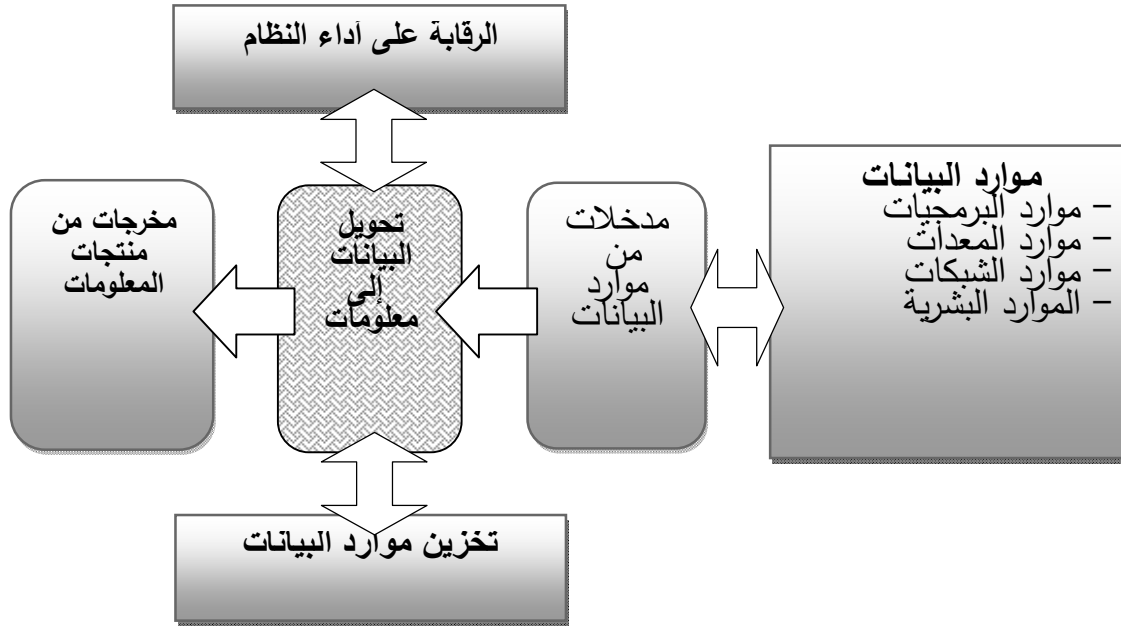 الرقابة على أداء النظام
موارد البيانات
– موارد البرمجيات
– موارد المعدات
– موارد الشبكات
– الموارد البشرية
مدخلات
من
موارد
البيانات
تحويل
البيانات
إلى
معلومات
مخرجات من
منتجات
المعلومات
تخزين موارد البيانات